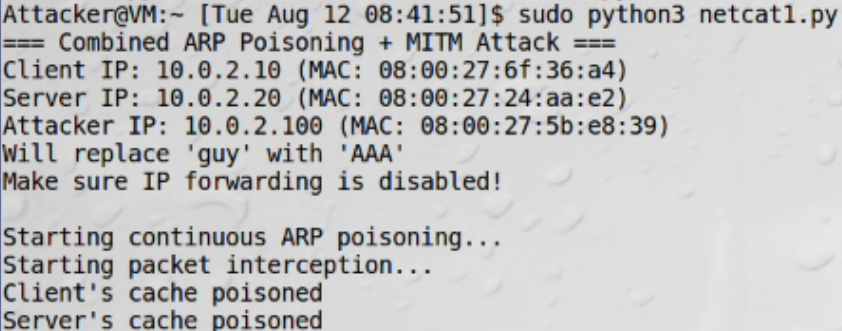 Attacker@VM:~ [Tue Aug 12 08:41:51]$ sudo python3 netcat1.py
=== Combined ARP Poisoning + MITM Attack ===
Client IP: 10.0.2.10 (MAC: 08:00:27:6f:36:a4)
Server IP: 10.0.2.20 (MAC: 08:00:27:24:aa:e2)
Attacker IP: 10.0.2.100 (MAC: 08:00:27:5b:e8:39)
Will replace 'guy' with 'AAA'
Make sure IP forwarding is disabled!
Starting continuous ARP poisoning...
Starting packet interception...
Client's cache poisoned
Server's cache poisoned